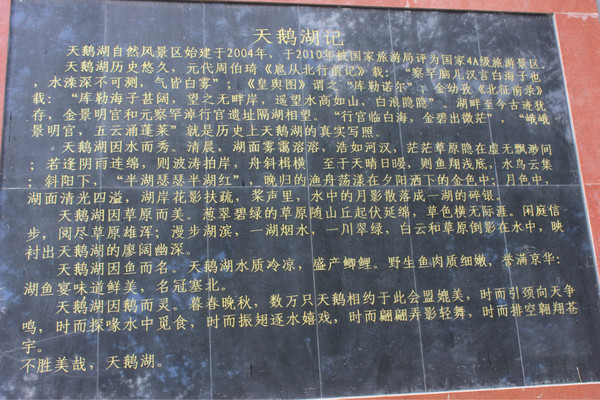 天鹅湖记
天鹅湖自然风景区始建于2004年，于2010年被国家旅游局评为国家4A级旅游景区。
天鹅湖历史悠久，元代周伯琦《扈从北行前记》载：“察罕脑儿汉言白海子也
，水泺深不可测，气皆白雾”；《皇舆图》谓之“库勒诺尔”，金幼孜《北征前录》
载：“库勒海子甚阔，望之无畔岸，遥望水高如山，白浪隐隐”。湖畔至今古迹犹
存，金景明宫和元察罕淖行宫遗址隔湖相望。“行宫临白海，金碧出微茫”，“峨峨
景明宫，五云涌蓬莱”就是历史上天鹅湖的真实写照。
天鹅湖因水而秀。清晨，湖面雾霭溶溶，浩如河汉，茫茫草原隐在虚无飘渺间
；若逢阴雨连绵，则波涛拍岸，舟斜楫横 至于天晴日暖，则鱼翔浅底，水鸟云集
；斜阳下，“半湖瑟瑟半湖红”，晚归的渔舟荡漾在夕阳洒下的金色中；月色中，
湖面清光四溢，湖岸花影扶疏，桨声里，水中的月影散落成一湖的碎银。
天鹅湖因草原而美。葱翠碧绿的草原随山丘起伏延绵，草色横无际涯。闲庭信
步，阅尽草原雄浑；漫步湖滨，一湖烟水，一川翠绿，白云和草原倒影在水中，映
衬出天鹅湖的廖阔幽深。
天鹅湖因鱼而名。天鹅湖水质冷凉，盛产鲫鲤。野生鱼肉质细嫩，誉满京华；
湖鱼宴味道鲜美，名冠塞北。
天鹅湖因鹅而灵。暮春晚秋，数万只天鹅相约于此会盟媲美，时而引颈向天争
鸣，时而探喙水中觅食，时而振翅逐水嬉戏，时而翩翩弄影轻舞，时而排空翱翔苍
宇。
不胜美哉，天鹅湖。